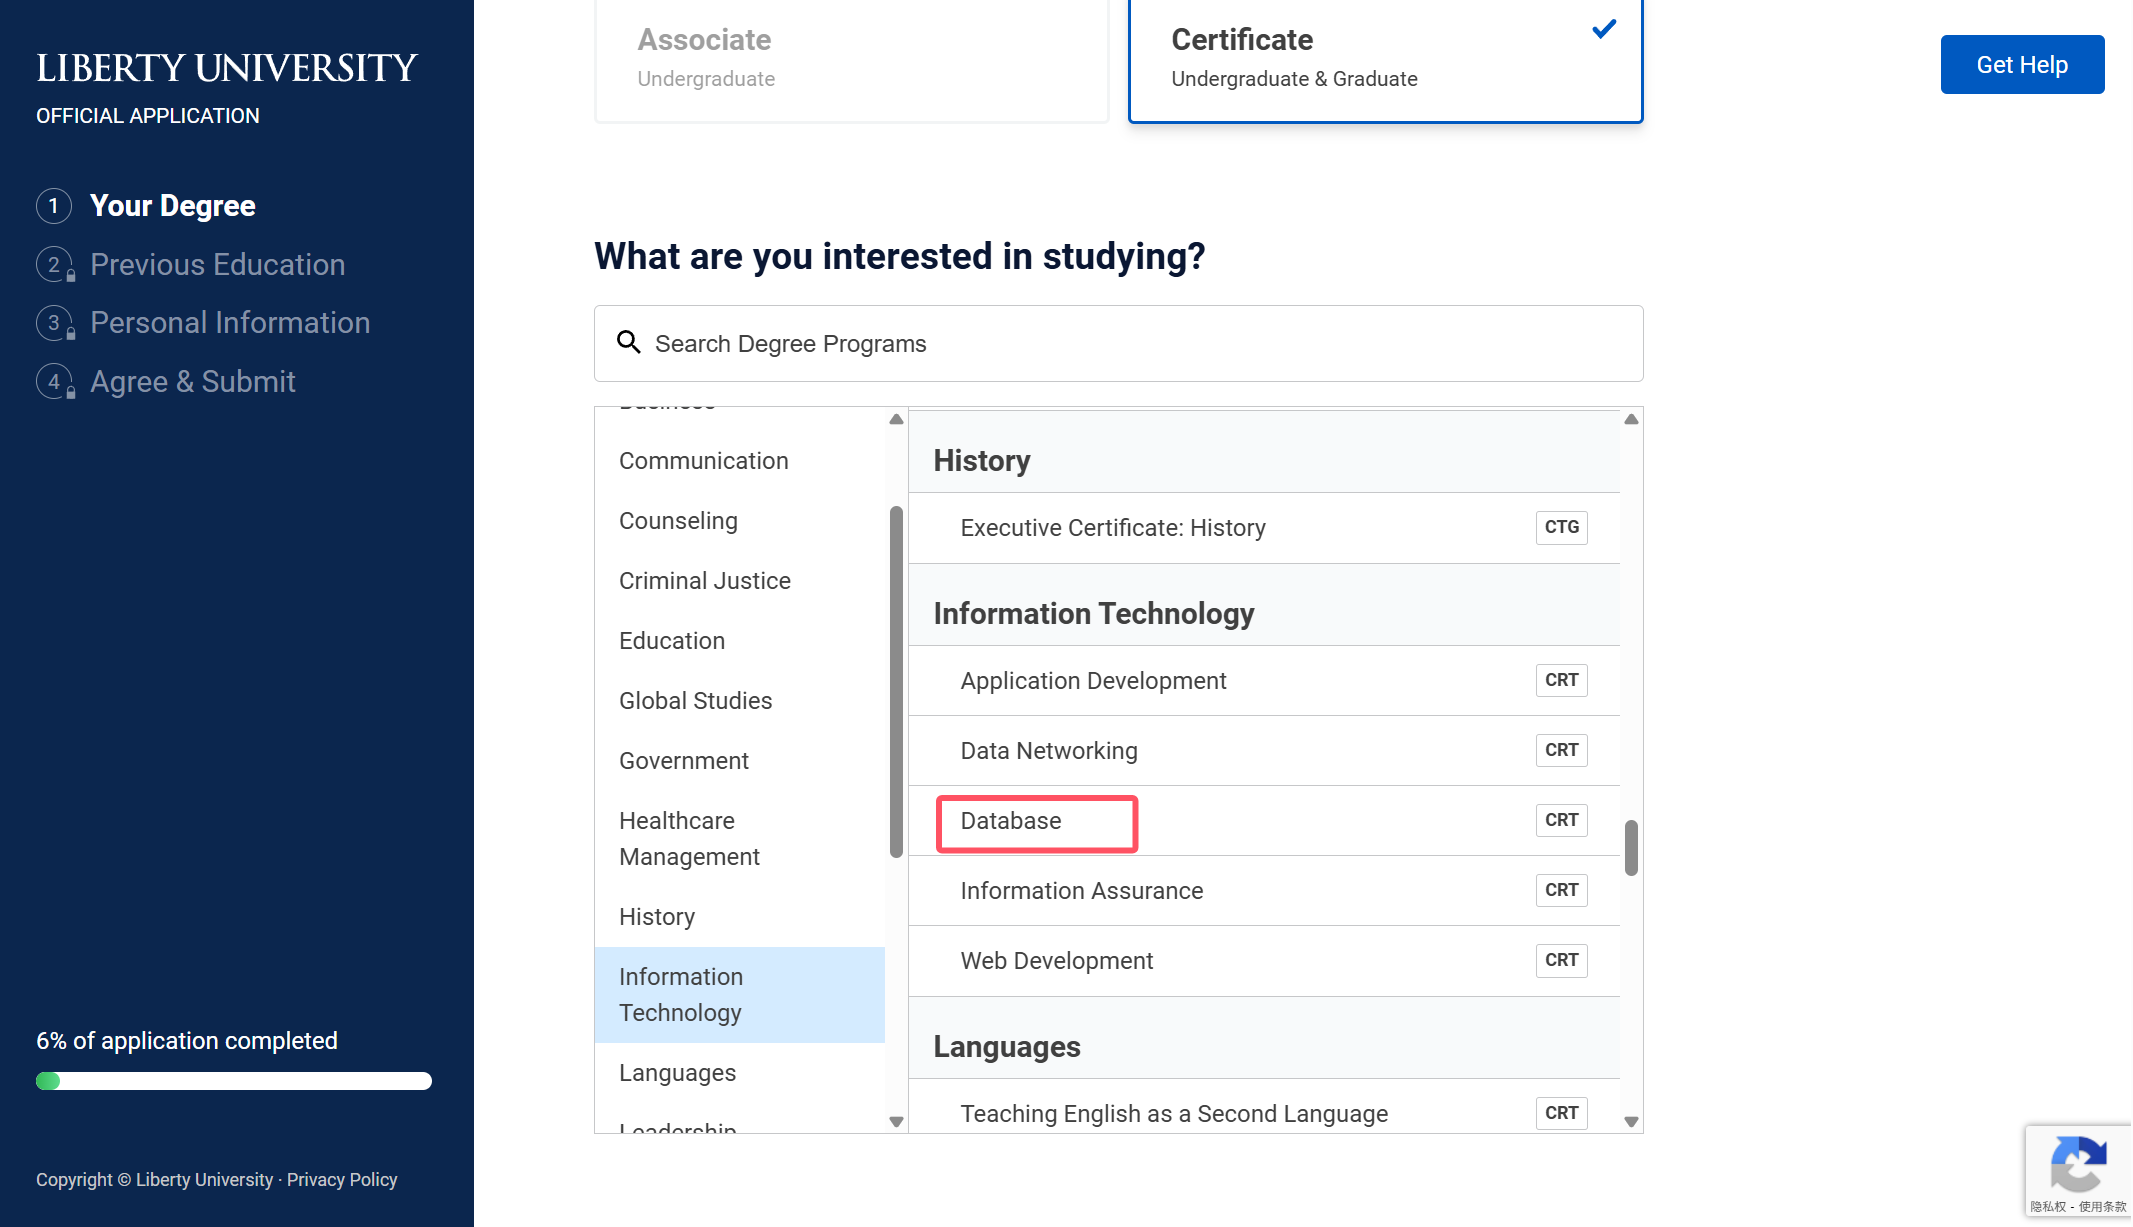 LIBERTY UNIVERSITY
OFFICIAL APPLICATION
1 Your Degree
2 Previous Education
3 Personal Information
4 Agree & Submit
6% of application completed
Copyright © Liberty University · Privacy Policy
Associate
Undergraduate
Certificate
Undergraduate & Graduate
Get Help
What are you interested in studying?
Search Degree Programs
Business
Communication
Counseling
Criminal Justice
Education
Global Studies
Government
Healthcare
Management
History
Information
Technology
Languages
Leadership
History
Executive Certificate: History CTG
Information Technology
Application Development CRT
Data Networking CRT
Database CRT
Information Assurance CRT
Web Development CRT
Languages
Teaching English as a Second Language CRT
隐私权 - 使用条款